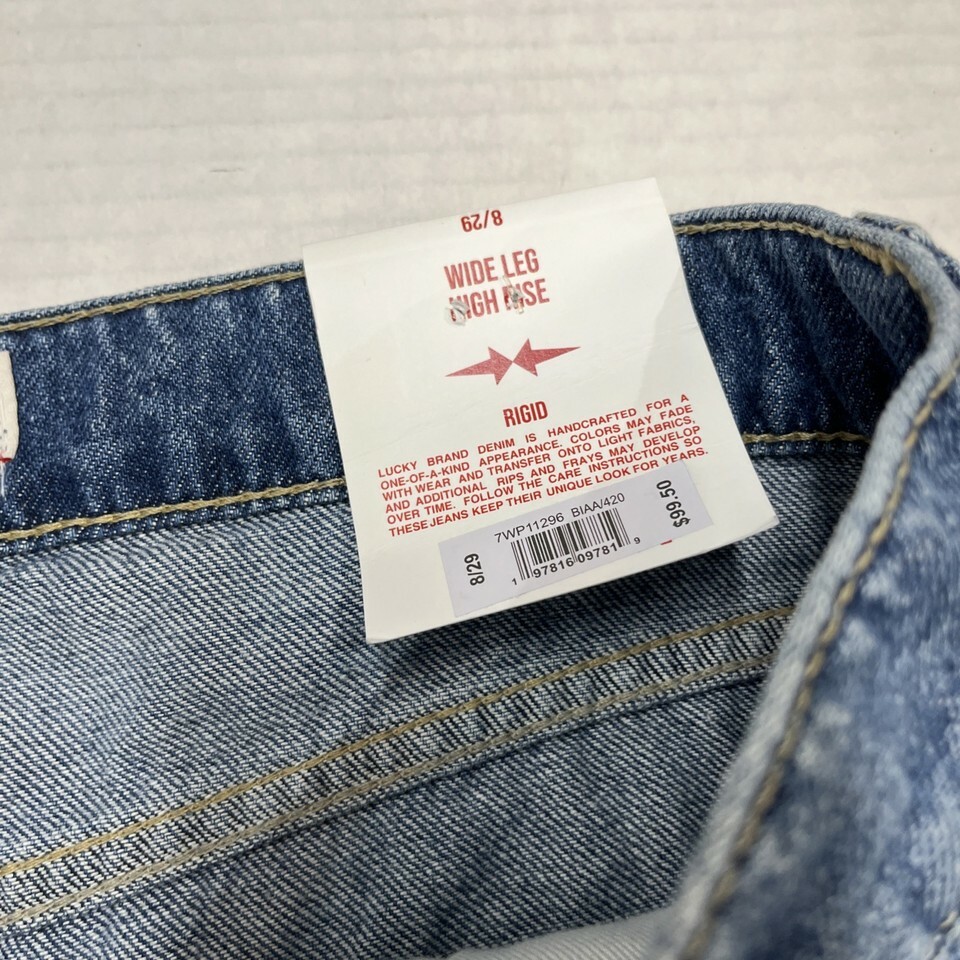 8/29
WIDE LEG
HIGH RISE
RIGID
LUCKY BRAND DENIM IS HANDCRAFTED FOR A
ONE-OF-A-KIND APPEARANCE. COLORS MAY FADE
WITH WEAR AND TRANSFER ONTO LIGHT FABRICS,
AND ADDITIONAL RIPS AND FRAYS MAY DEVELOP
OVER TIME. FOLLOW THE CARE INSTRUCTIONS SO
THESE JEANS KEEP THEIR UNIQUE LOOK FOR YEARS.
7WP11296 BIAA/420
8/29
1 97816 09781 9
$99.50